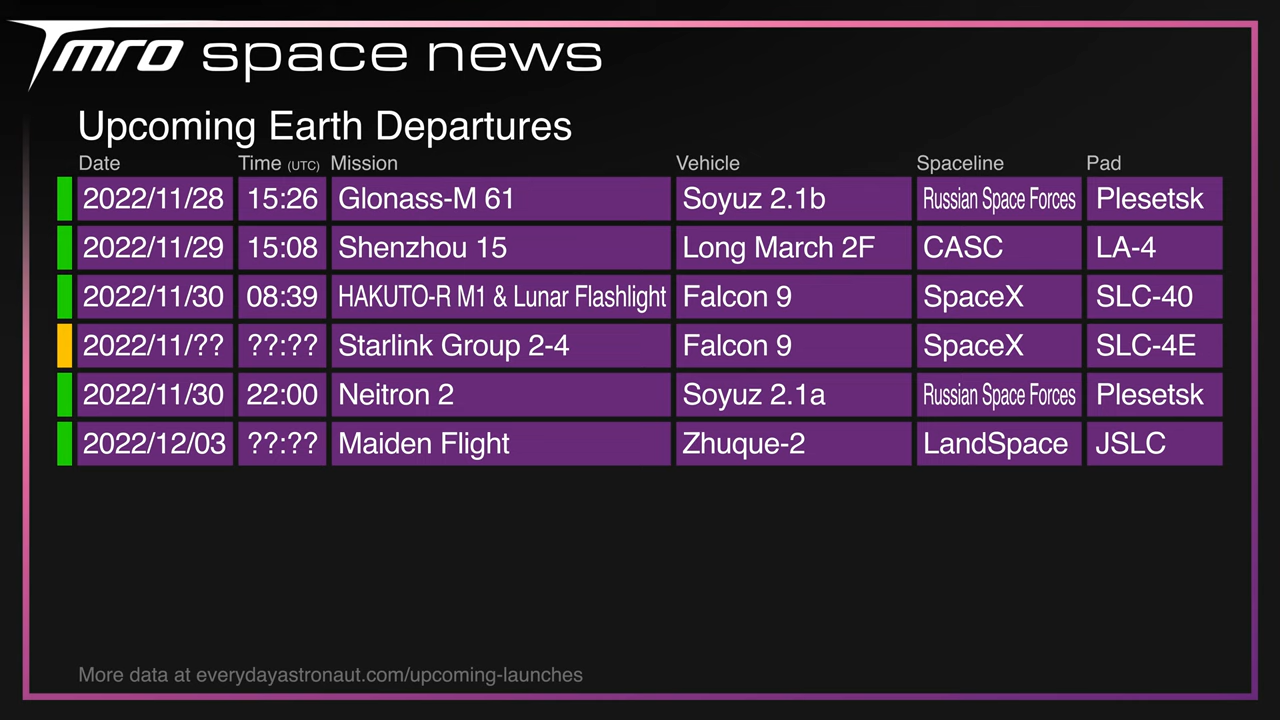 TMRO space news
Upcoming Earth Departures
Date Time (UTC) Mission Vehicle Spaceline Pad
2022/11/28 15:26 Glonass-M 61 Soyuz 2.1b Russian Space Forces Plesetsk
2022/11/29 15:08 Shenzhou 15 Long March 2F CASC LA-4
2022/11/30 08:39 HAKUTO-R M1 & Lunar Flashlight Falcon 9 SpaceX SLC-40
2022/11/?? ??:?? Starlink Group 2-4 Falcon 9 SpaceX SLC-4E
2022/11/30 22:00 Neitron 2 Soyuz 2.1a Russian Space Forces Plesetsk
2022/12/03 ??:?? Maiden Flight Zhuque-2 LandSpace JSLC
More data at everydayastronaut.com/upcoming-launches